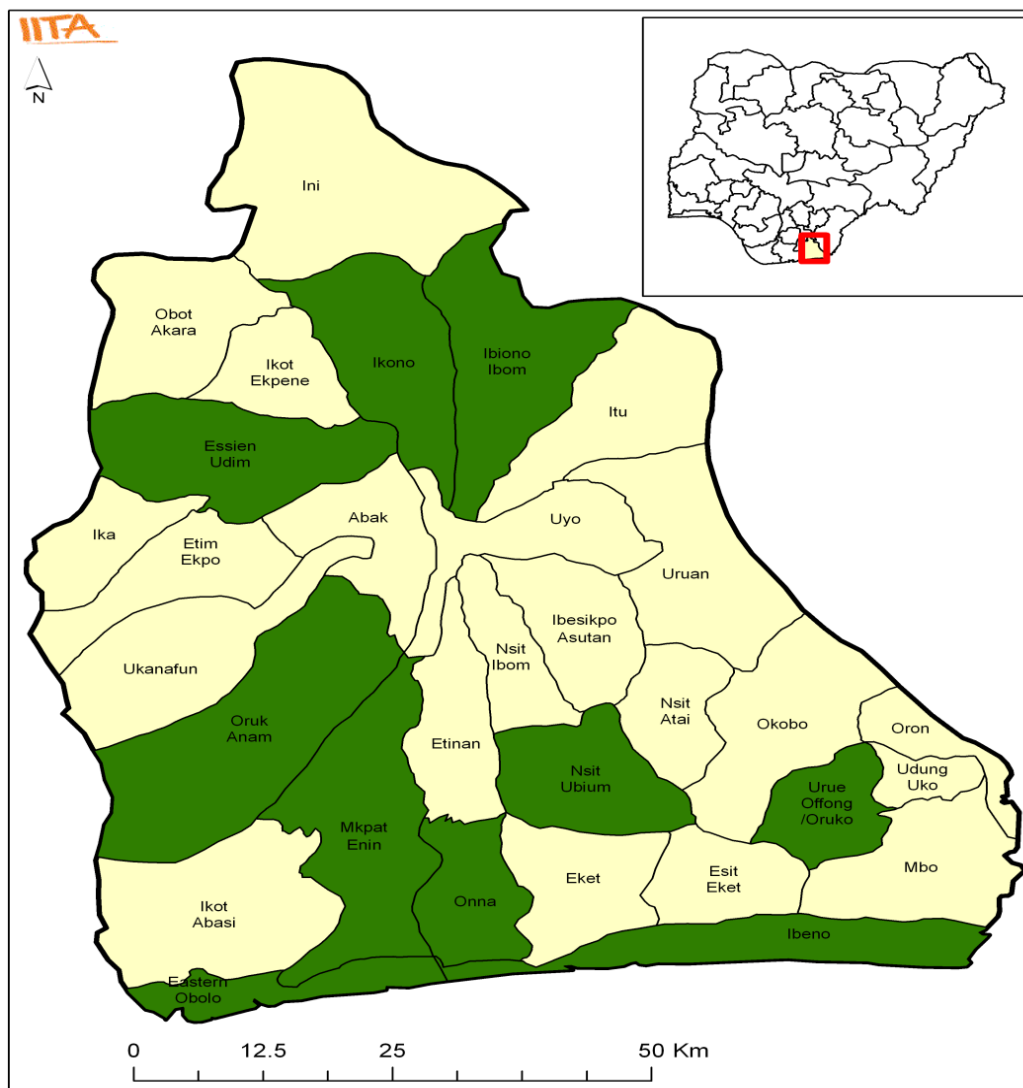 IITA
N
Ini
Obot
Akara
Ikot
Ekpene
Ikono
Ibiono
Ibom
Itu
Essien
Udim
Ika
Etim
Ekpo
Abak
Uyo
Uruan
Ibesikpo
Asutan
Nsit
Ibom
Ukanafun
Nsit
Atai
Okobo
Oron
Oruk
Anam
Etinan
Nsit
Ubium
Udung
Uko
Urue
Offong
/Oruko
Mkpat
Enin
Mbo
Eket
Esit
Eket
Onna
Ikot
Abasi
Ibeno
Eastern
Obolo
0 12.5 25 50 Km